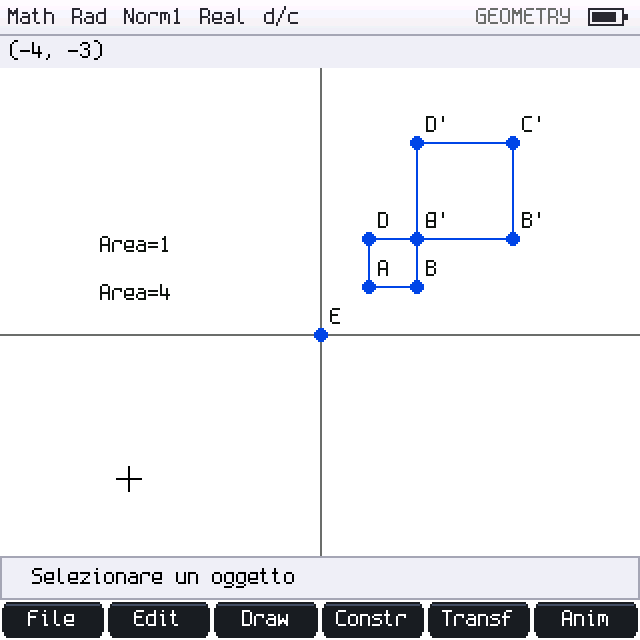 Math Rad Norm1 Real d/c GEOMETRY
(-4, -3)
D' C'
D B' 
Area=1
A B
Area=4
E
Selezionare un oggetto
File Edit Draw Constr Transf Anim